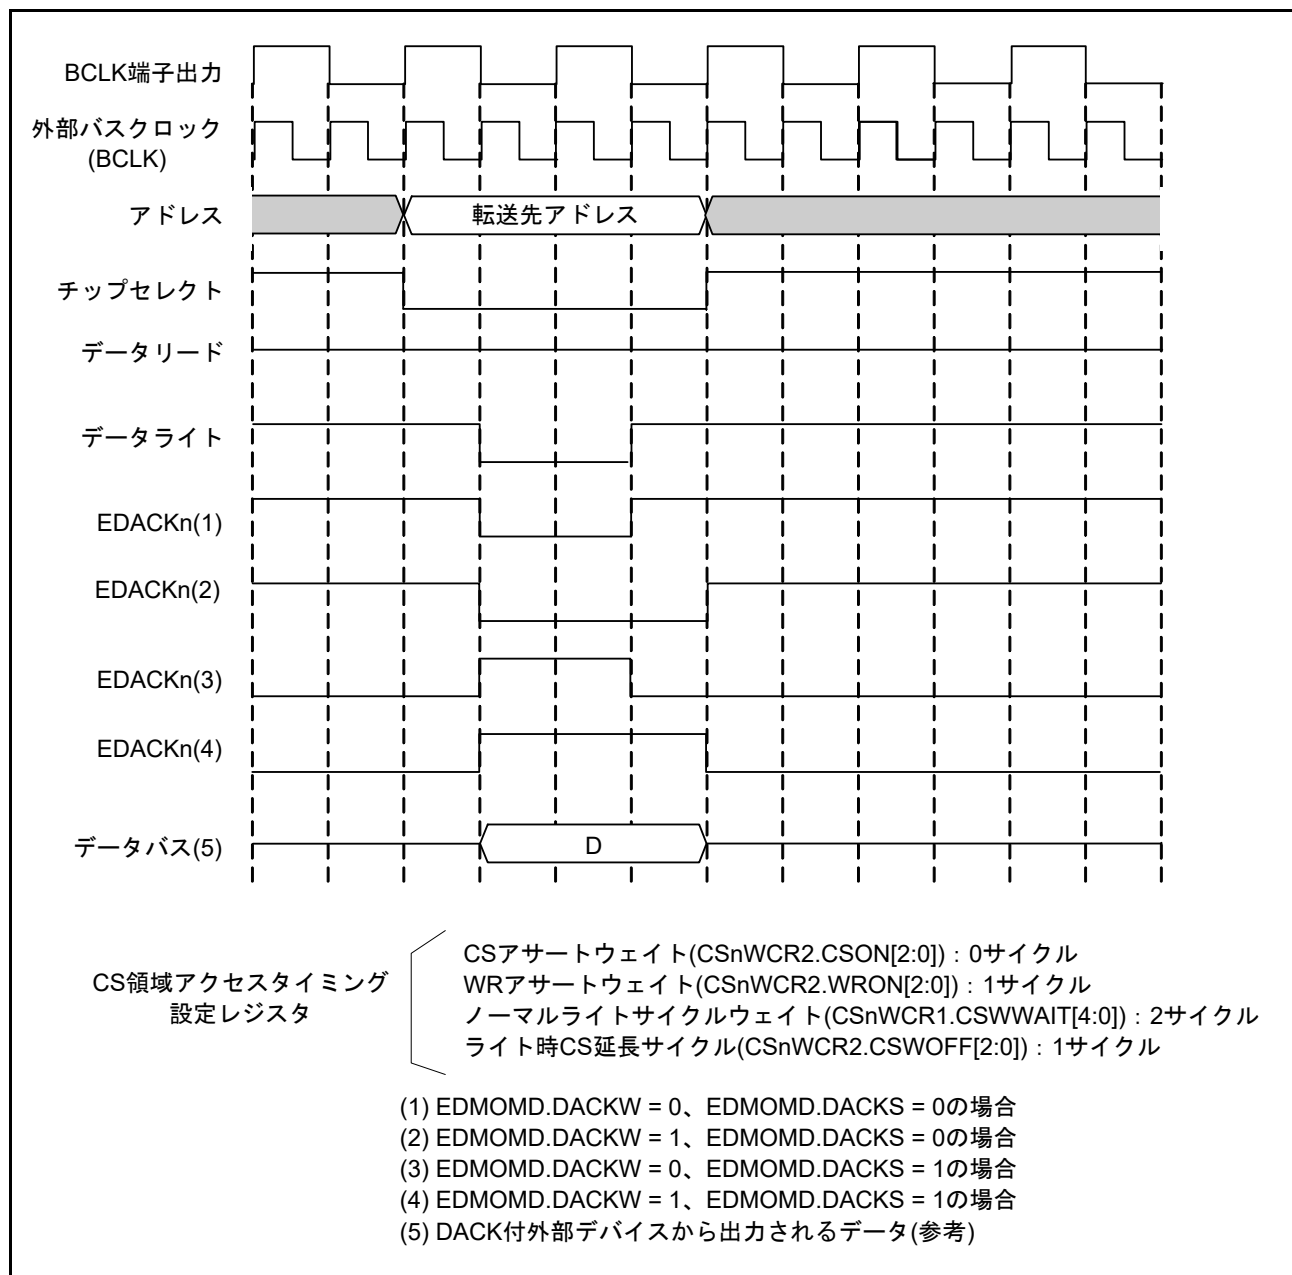 BCLK端子出力
外部バスクロック
(BCLK)
アドレス
転送先アドレス
チップセレクト
データリード
データライト
EDACKn(1)
EDACKn(2)
EDACKn(3)
EDACKn(4)
データバス(5)
D
CS領域アクセスタイミング
設定レジスタ
CSアサートウェイト(CSnWCR2.CSON[2:0]):0サイクル
WRアサートウェイト(CSnWCR2.WRON[2:0]):1サイクル
ノーマルライトサイクルウェイト(CSnWCR1.CSWWAIT[4:0]):2サイクル
ライト時CS延長サイクル(CSnWCR2.CSWOFF[2:0]):1サイクル
(1) EDMOMD.DACKW = 0、EDMOMD.DACKS = 0の場合
(2) EDMOMD.DACKW = 1、EDMOMD.DACKS = 0の場合
(3) EDMOMD.DACKW = 0、EDMOMD.DACKS = 1の場合
(4) EDMOMD.DACKW = 1、EDMOMD.DACKS = 1の場合
(5) DACK付外部デバイスから出力されるデータ(参考)